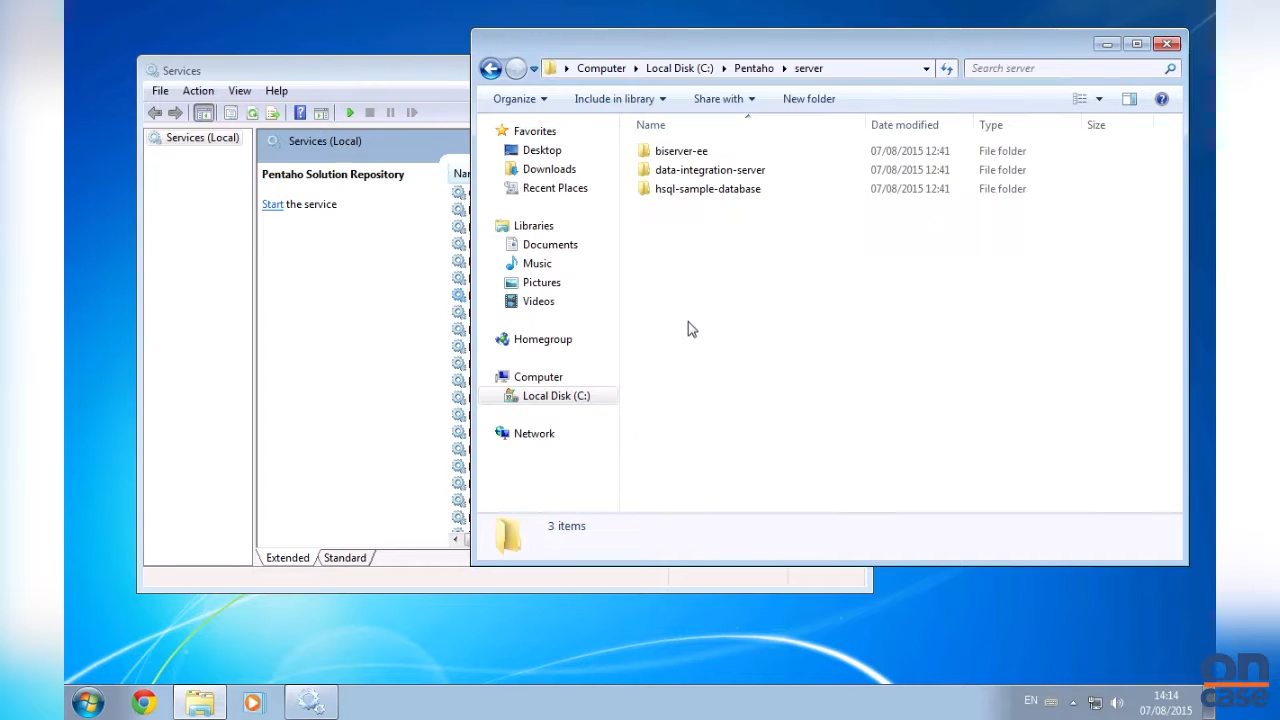 Services
File Action View Help
Services (Local)
Services (Local)
Pentaho Solution Repository
Start the service
Nar
Extended Standard
Computer Local Disk (C:) Pentaho server
Search server
Organize Include in library Share with New folder
Favorites
Desktop
Downloads
Recent Places
Libraries
Documents
Music
Pictures
Videos
Homegroup
Computer
Local Disk (C:)
Network
Name Date modified Type Size
biserver-ee 07/08/2015 12:41 File folder
data-integration-server 07/08/2015 12:41 File folder
hsql-sample-database 07/08/2015 12:41 File folder
3 items
EN
14:14
07/08/2015
on
case